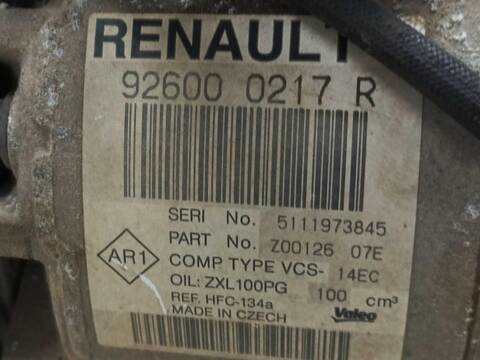 RENAULT
92600 0217 R
SERI No. 5111973845
PART No. Z00126 07E
AR1
COMP TYPE VCS- 14EC
OIL: ZXL100PG 100 cm³
REF. HFC-134a
MADE IN CZECH Valeo